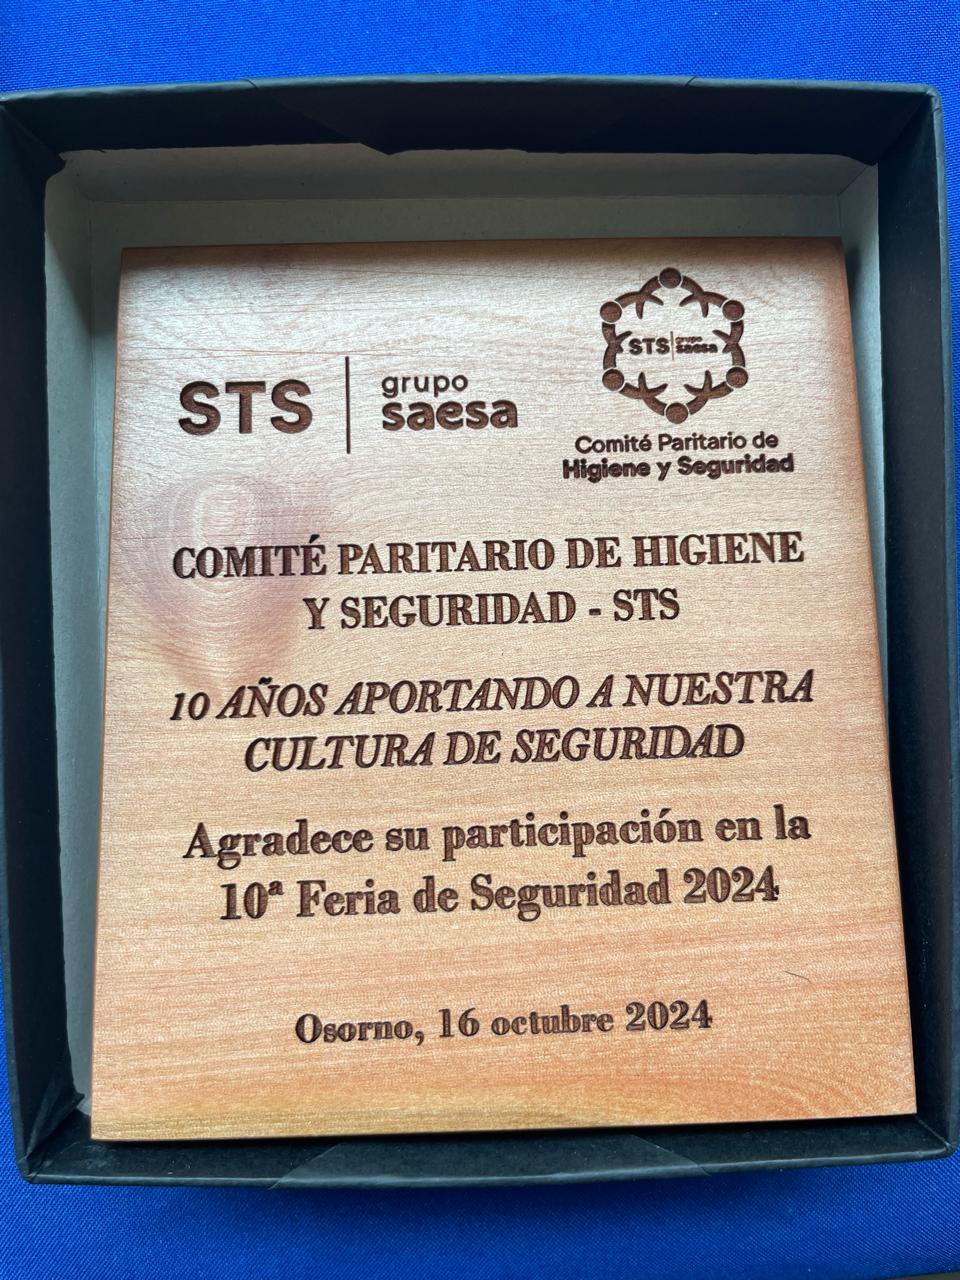 STS | grupo saesa
STS | grupo saesa
Comité Paritario de
Higiene y Seguridad
COMITÉ PARITARIO DE HIGIENE
Y SEGURIDAD - STS
10 AÑOS APORTANDO A NUESTRA
CULTURA DE SEGURIDAD
Agradece su participación en la
10ª Feria de Seguridad 2024
Osorno, 16 octubre 2024